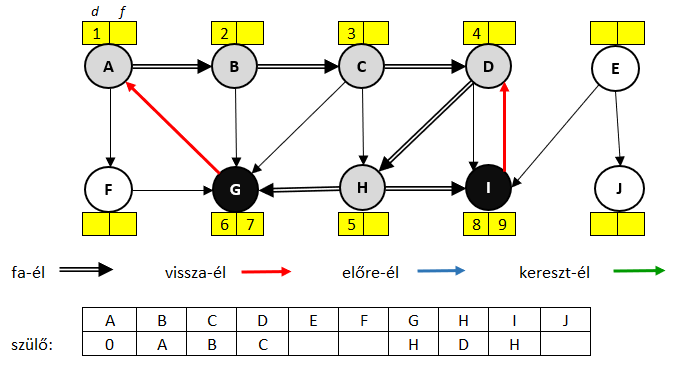 d f
1 2 3 4
A B C D E
F G H I J
6 7 5 8 9
fa-él vissza-él előre-él kereszt-él
A B C D E F G H I J
szülő: 0 A B C H D H